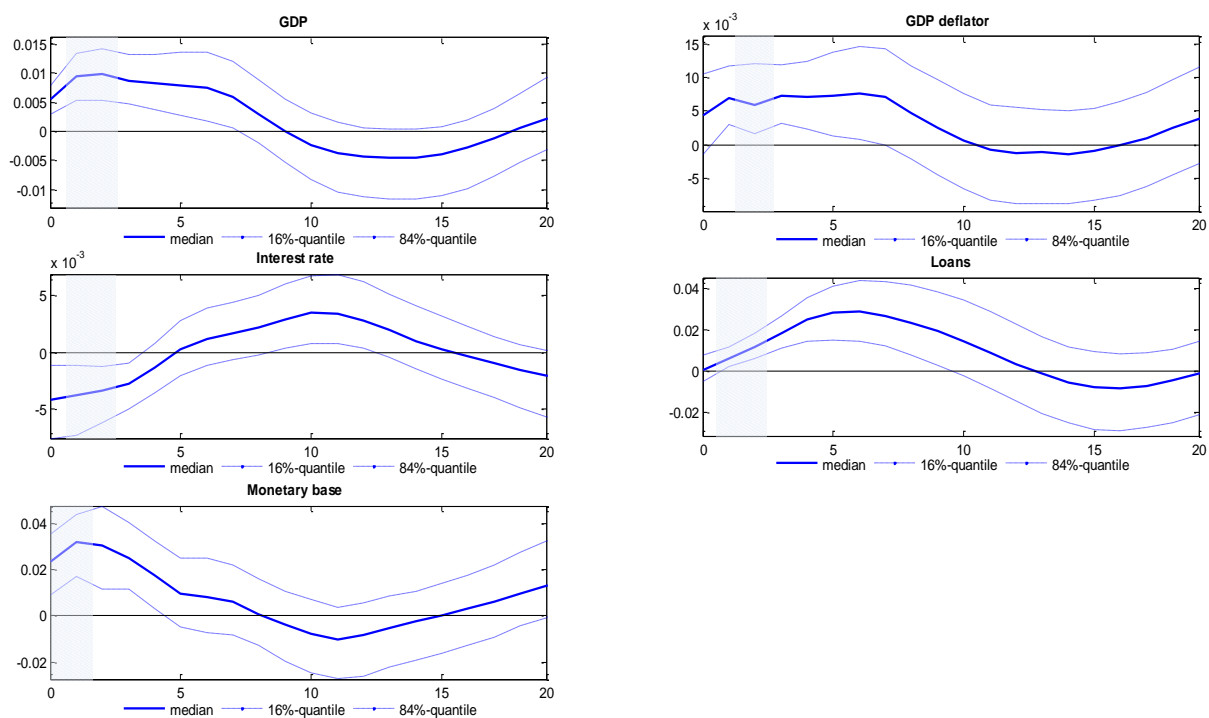 GDP
0.015
0.01
0.005
0
-0.005
-0.01
0 5 10 15 20
median 16%-quantile 84%-quantile
GDP deflator
x 10-3
15
10
5
0
-5
0 5 10 15 20
median 16%-quantile 84%-quantile
Interest rate
x 10-3
5
0
-5
0 5 10 15 20
median 16%-quantile 84%-quantile
Loans
0.04
0.02
0
-0.02
0 5 10 15 20
median 16%-quantile 84%-quantile
Monetary base
0.04
0.02
0
-0.02
0 5 10 15 20
median 16%-quantile 84%-quantile